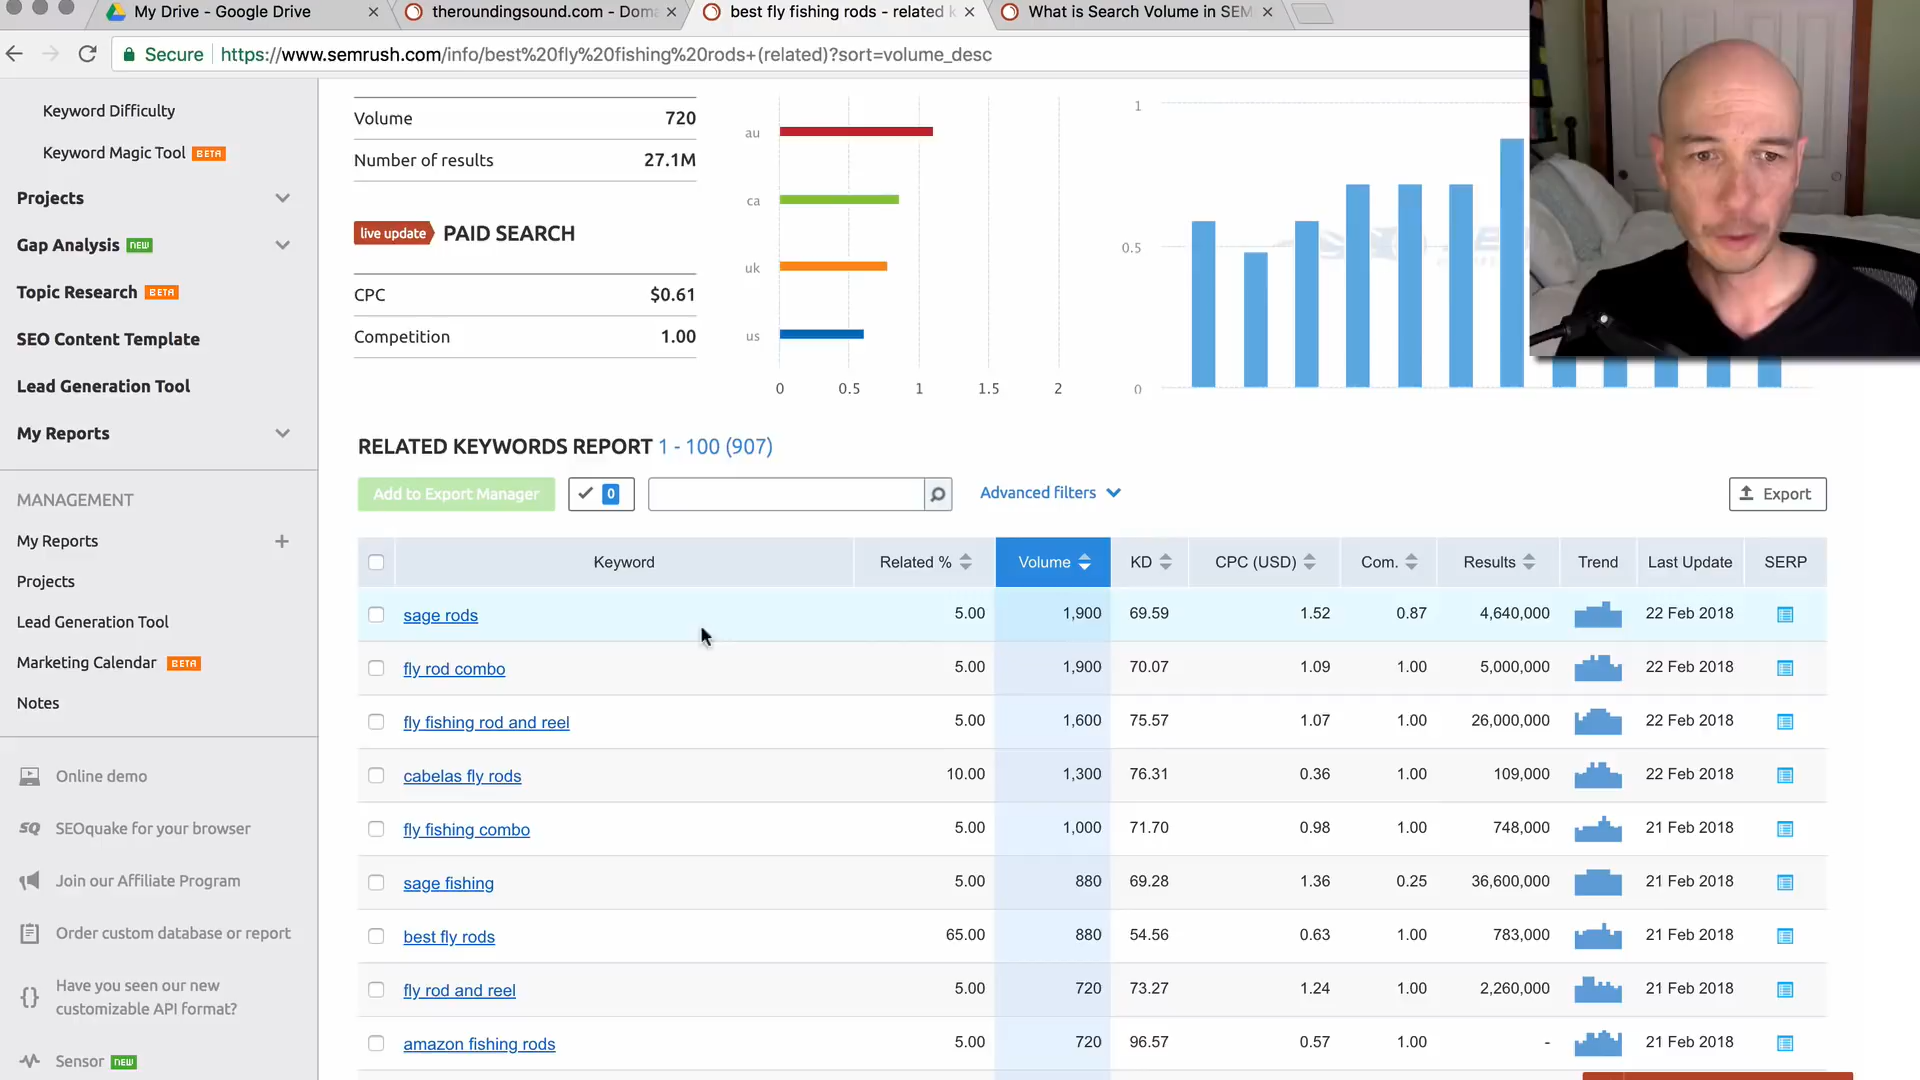 My Drive - Google Drive
theroundingsound.com - Doma
best fly fishing rods - related k
What is Search Volume in SEM
Secure
https://www.semrush.com/info/best%20fly%20fishing%20rods+(related)?sort=volume_desc
Keyword Difficulty
Keyword Magic Tool BETA
Projects
Gap Analysis NEW
Topic Research BETA
SEO Content Template
Lead Generation Tool
My Reports
MANAGEMENT
My Reports +
Projects
Lead Generation Tool
Marketing Calendar BETA
Notes
Online demo
SQ SEOquake for your browser
Join our Affiliate Program
Order custom database or report
{} Have you seen our new
customizable API format?
Sensor NEW
Volume 720
Number of results 27.1M
live update PAID SEARCH
CPC $0.61
Competition 1.00
au
ca
uk
us
0 0.5 1 1.5 2
1
0.5
0
RELATED KEYWORDS REPORT 1 - 100 (907)
Add to Export Manager 0 Advanced filters Export
Keyword Related % Volume KD CPC (USD) Com. Results Trend Last Update SERP
sage rods 5.00 1,900 69.59 1.52 0.87 4,640,000 22 Feb 2018
fly rod combo 5.00 1,900 70.07 1.09 1.00 5,000,000 22 Feb 2018
fly fishing rod and reel 5.00 1,600 75.57 1.07 1.00 26,000,000 22 Feb 2018
cabelas fly rods 10.00 1,300 76.31 0.36 1.00 109,000 22 Feb 2018
fly fishing combo 5.00 1,000 71.70 0.98 1.00 748,000 21 Feb 2018
sage fishing 5.00 880 69.28 1.36 0.25 36,600,000 21 Feb 2018
best fly rods 65.00 880 54.56 0.63 1.00 783,000 21 Feb 2018
fly rod and reel 5.00 720 73.27 1.24 1.00 2,260,000 21 Feb 2018
amazon fishing rods 5.00 720 96.57 0.57 1.00 - 21 Feb 2018